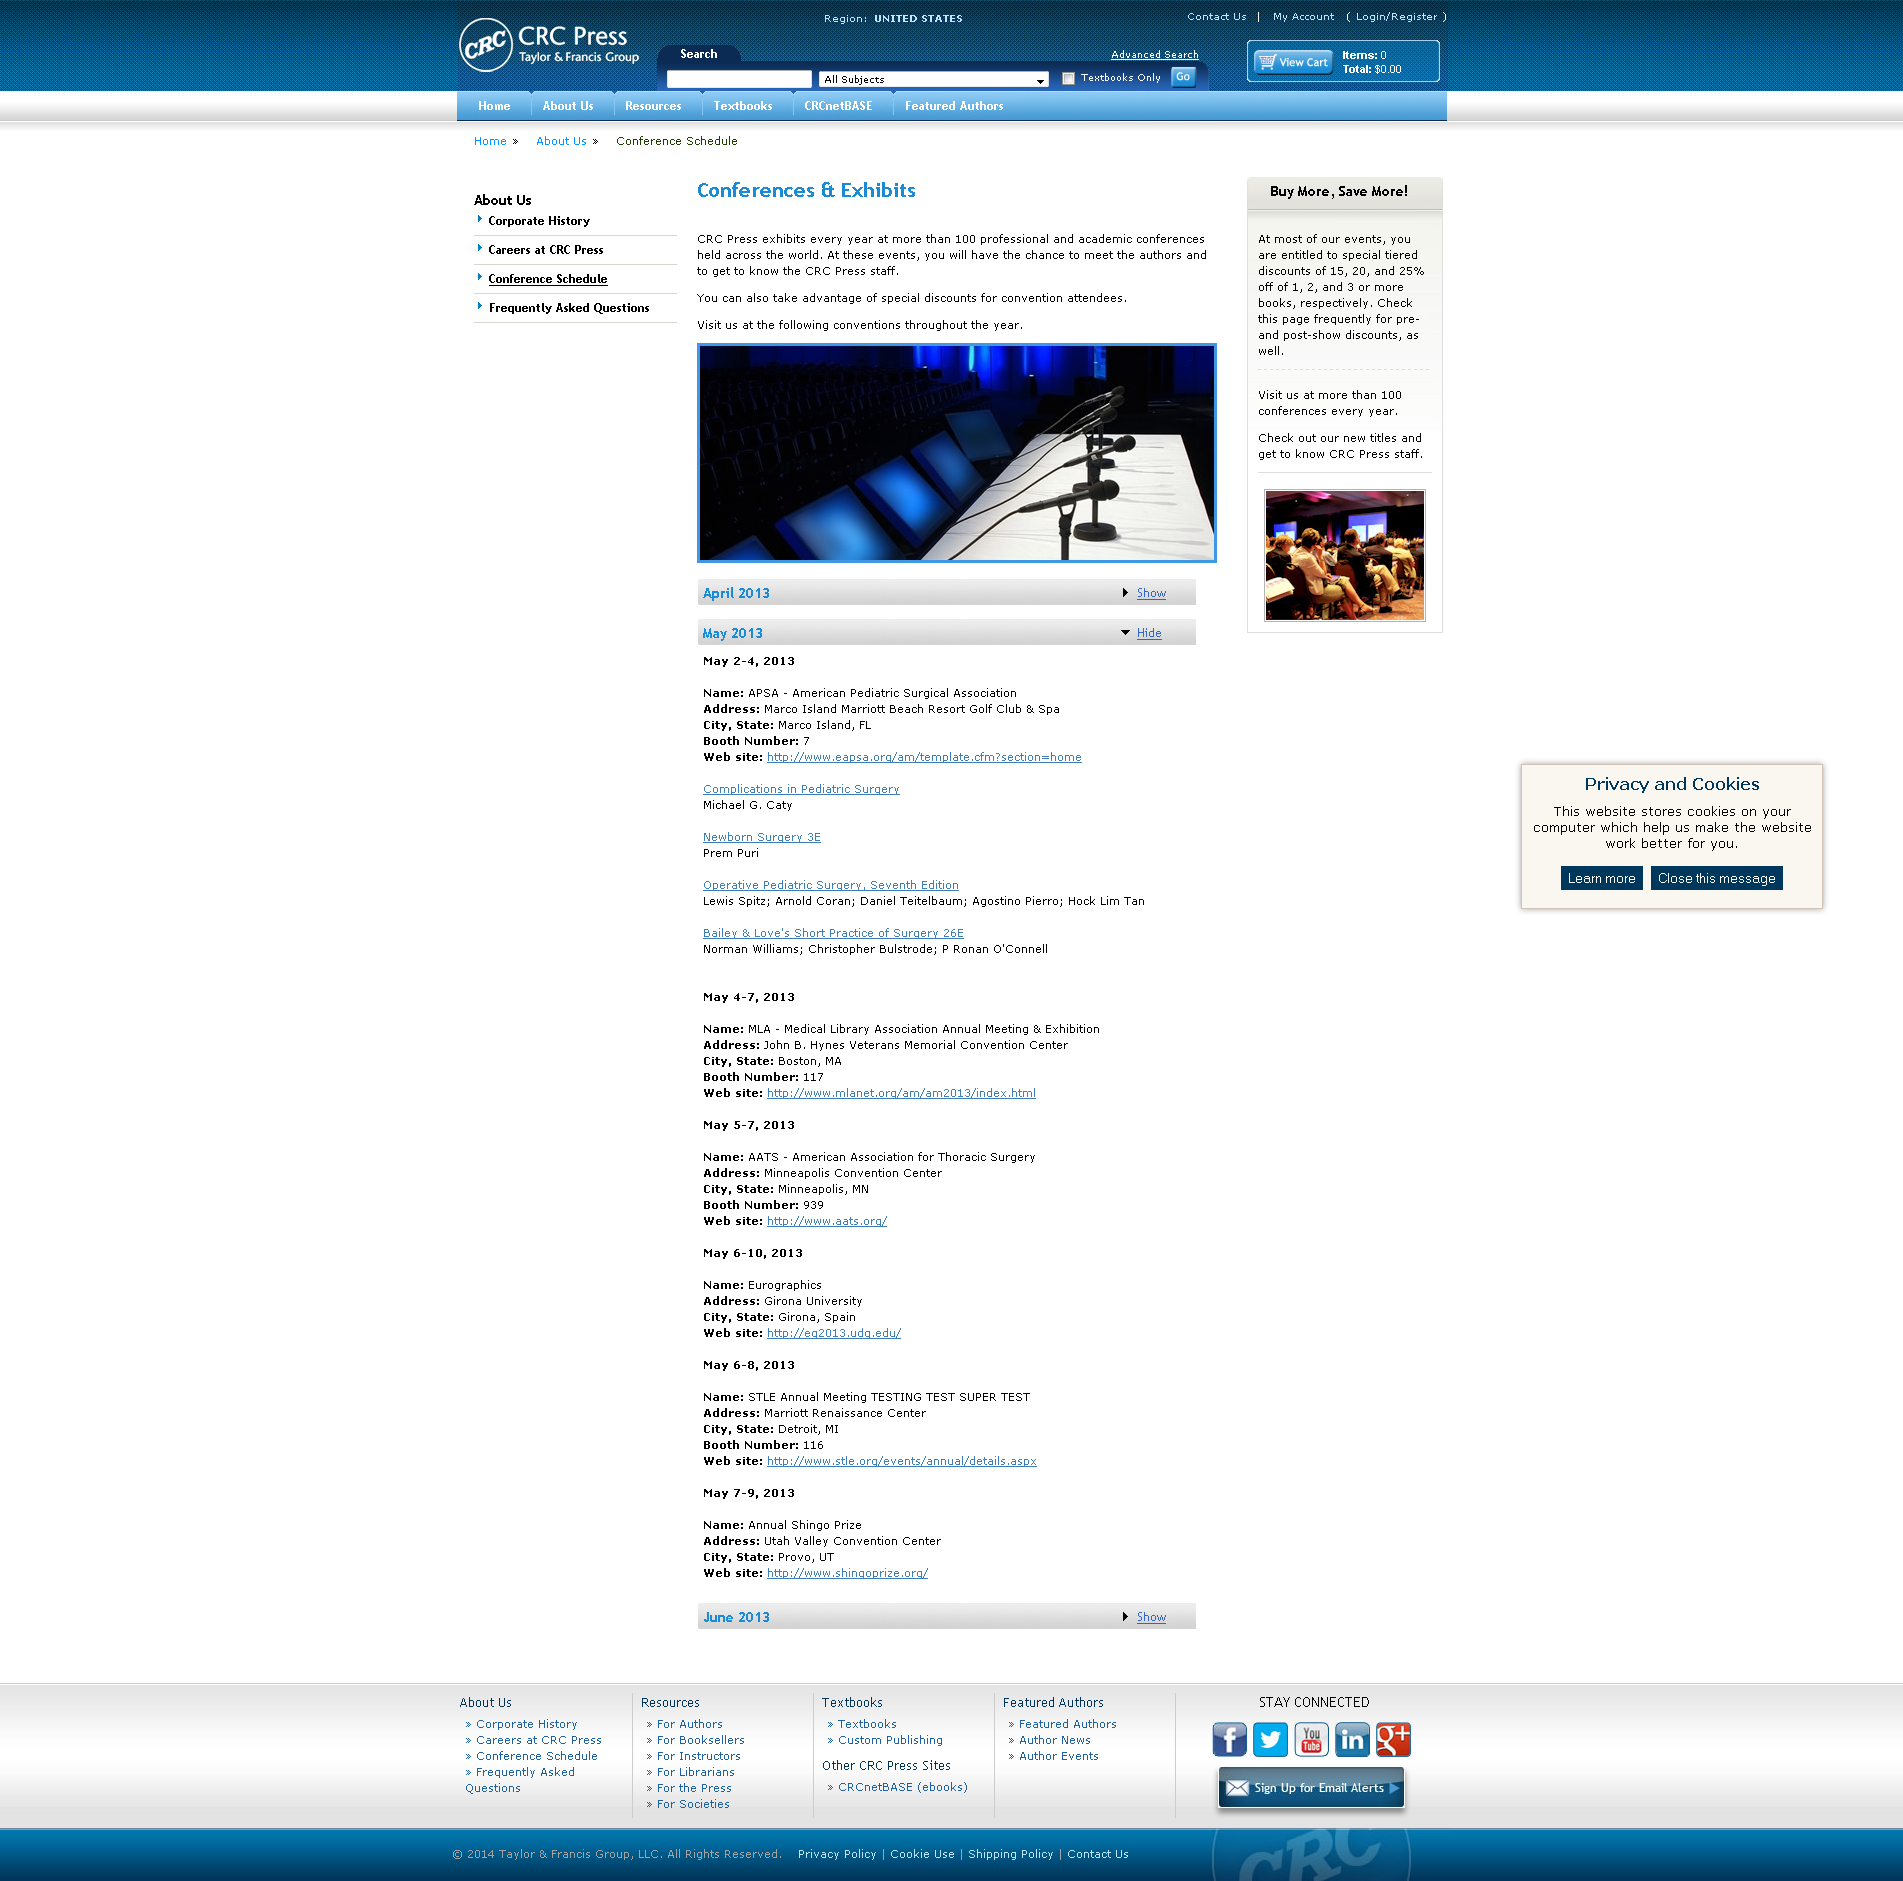 Region: UNITED STATES
Contact Us | My Account ( Login/Register )
CRC CRC Press
Taylor & Francis Group
Search
Advanced Search
All Subjects
Textbooks Only
Go
View Cart
Items: 0
Total: $0.00
Home
About Us
Resources
Textbooks
CRCnetBASE
Featured Authors
Home » About Us » Conference Schedule
About Us
Corporate History
Careers at CRC Press
Conference Schedule
Frequently Asked Questions
Conferences & Exhibits
CRC Press exhibits every year at more than 100 professional and academic conferences
held across the world. At these events, you will have the chance to meet the authors and
to get to know the CRC Press staff.
You can also take advantage of special discounts for convention attendees.
Visit us at the following conventions throughout the year.
April 2013 Show
May 2013 Hide
May 2-4, 2013
Name: APSA - American Pediatric Surgical Association
Address: Marco Island Marriott Beach Resort Golf Club & Spa
City, State: Marco Island, FL
Booth Number: 7
Web site: http://www.eapsa.org/am/template.cfm?section=home
Complications in Pediatric Surgery
Michael G. Caty
Newborn Surgery 3E
Prem Puri
Operative Pediatric Surgery, Seventh Edition
Lewis Spitz; Arnold Coran; Daniel Teitelbaum; Agostino Pierro; Hock Lim Tan
Bailey & Love's Short Practice of Surgery 26E
Norman Williams; Christopher Bulstrode; P Ronan O'Connell
May 4-7, 2013
Name: MLA - Medical Library Association Annual Meeting & Exhibition
Address: John B. Hynes Veterans Memorial Convention Center
City, State: Boston, MA
Booth Number: 117
Web site: http://www.mlanet.org/am/am2013/index.html
May 5-7, 2013
Name: AATS - American Association for Thoracic Surgery
Address: Minneapolis Convention Center
City, State: Minneapolis, MN
Booth Number: 939
Web site: http://www.aats.org/
May 6-10, 2013
Name: Eurographics
Address: Girona University
City, State: Girona, Spain
Web site: http://eg2013.udg.edu/
May 6-8, 2013
Name: STLE Annual Meeting TESTING TEST SUPER TEST
Address: Marriott Renaissance Center
City, State: Detroit, MI
Booth Number: 116
Web site: http://www.stle.org/events/annual/details.aspx
May 7-9, 2013
Name: Annual Shingo Prize
Address: Utah Valley Convention Center
City, State: Provo, UT
Web site: http://www.shingoprize.org/
June 2013 Show
Buy More, Save More!
At most of our events, you
are entitled to special tiered
discounts of 15, 20, and 25%
off of 1, 2, and 3 or more
books, respectively. Check
this page frequently for pre-
and post-show discounts, as
well.
Visit us at more than 100
conferences every year.
Check out our new titles and
get to know CRC Press staff.
Privacy and Cookies
This website stores cookies on your
computer which help us make the website
work better for you.
Learn more
Close this message
About Us
» Corporate History
» Careers at CRC Press
» Conference Schedule
» Frequently Asked
Questions
Resources
» For Authors
» For Booksellers
» For Instructors
» For Librarians
» For the Press
» For Societies
Textbooks
» Textbooks
» Custom Publishing
Other CRC Press Sites
» CRCnetBASE (ebooks)
Featured Authors
» Featured Authors
» Author News
» Author Events
STAY CONNECTED
f
You
Tube
in
g+
Sign Up for Email Alerts
© 2014 Taylor & Francis Group, LLC. All Rights Reserved. Privacy Policy | Cookie Use | Shipping Policy | Contact Us
CRC